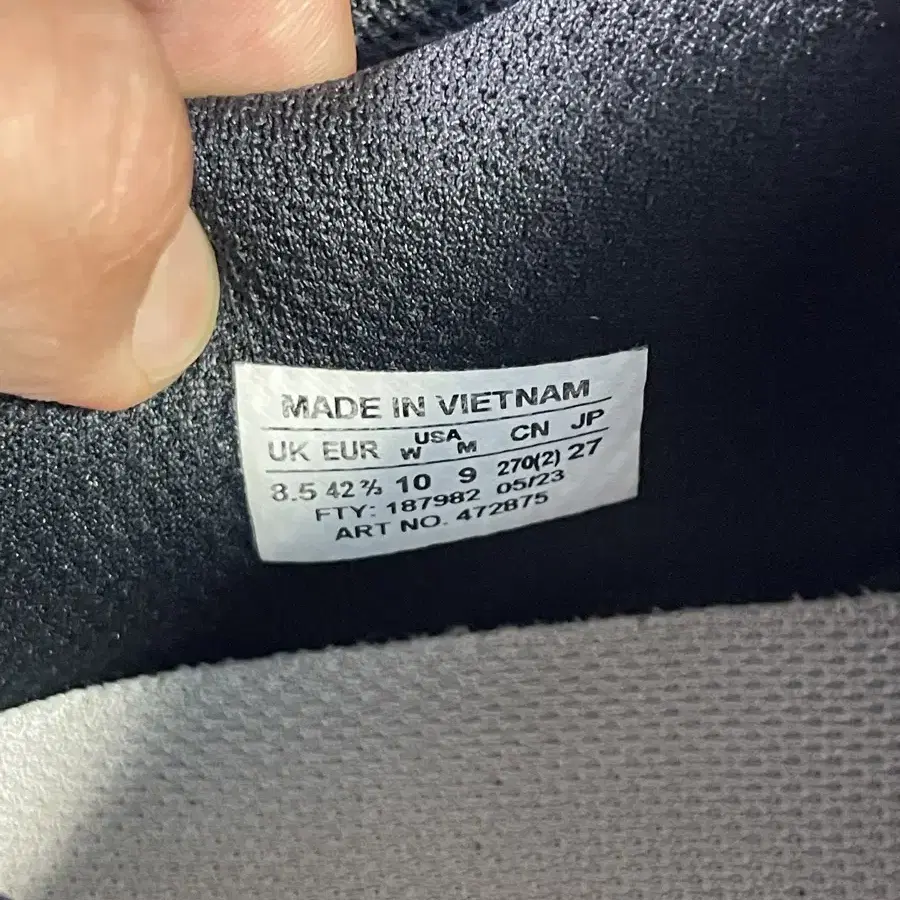 MADE IN VIETNAM
UK EUR USA W M CN JP
8.5 42⅔ 10 9 270(2) 27
FTY: 187982 05/23
ART NO. 472875